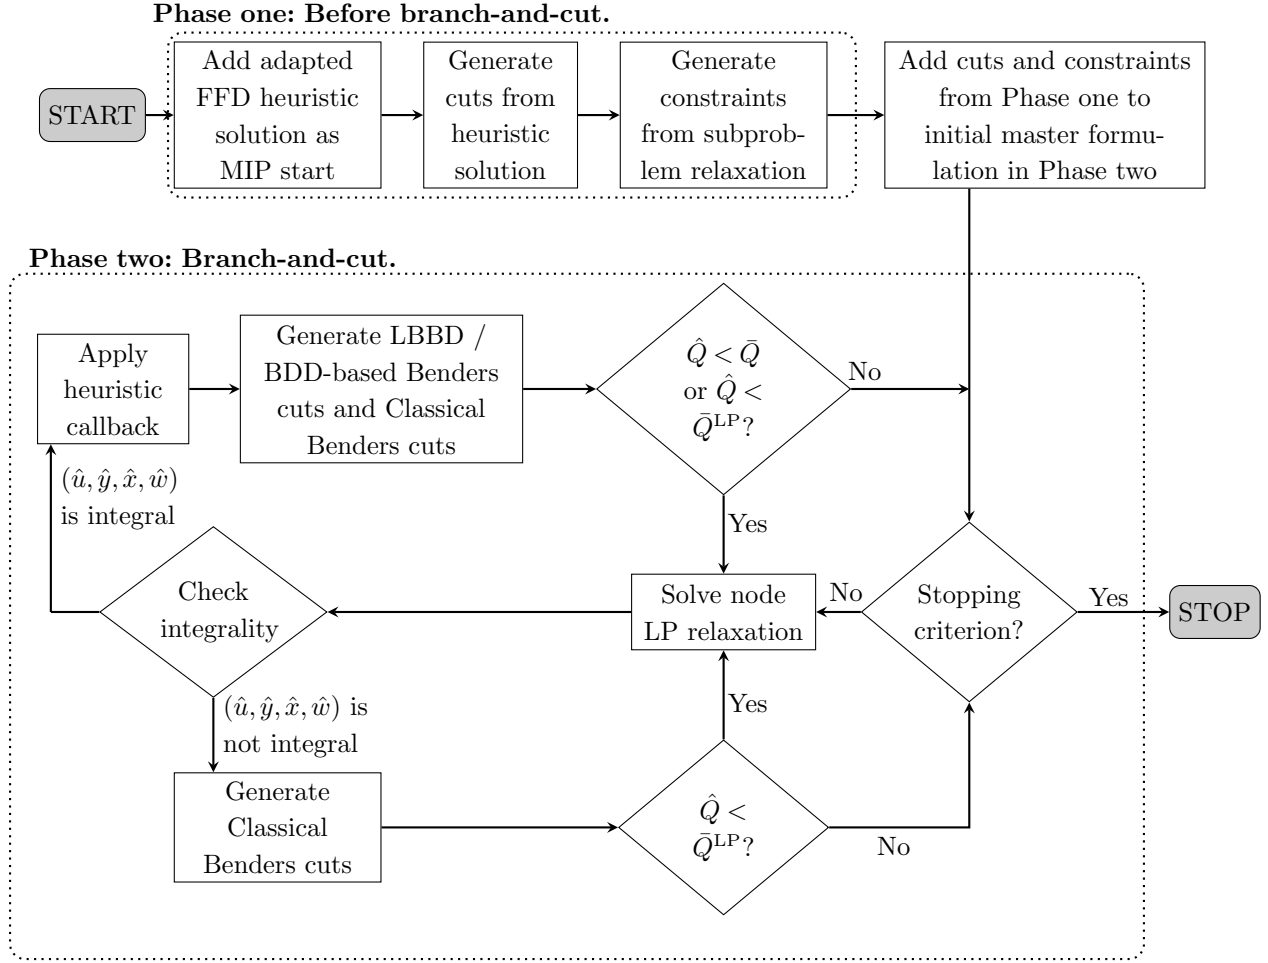 Phase one: Before branch-and-cut.
START
Add adapted
FFD heuristic
solution as
MIP start
Generate
cuts from
heuristic
solution
Generate
constraints
from subprob-
lem relaxation
Add cuts and constraints
from Phase one to
initial master formu-
lation in Phase two
Phase two: Branch-and-cut.
Apply
heuristic
callback
Generate LBBD /
BDD-based Benders
cuts and Classical
Benders cuts
Q̂ < Q̄
or Q̂ <
Q̄^LP?
No
Yes
(û, ŷ, x̂, ŵ)
is integral
Check
integrality
Solve node
LP relaxation
No
Stopping
criterion?
Yes
STOP
(û, ŷ, x̂, ŵ) is
not integral
Yes
Generate
Classical
Benders cuts
Q̂ <
Q̄^LP?
No